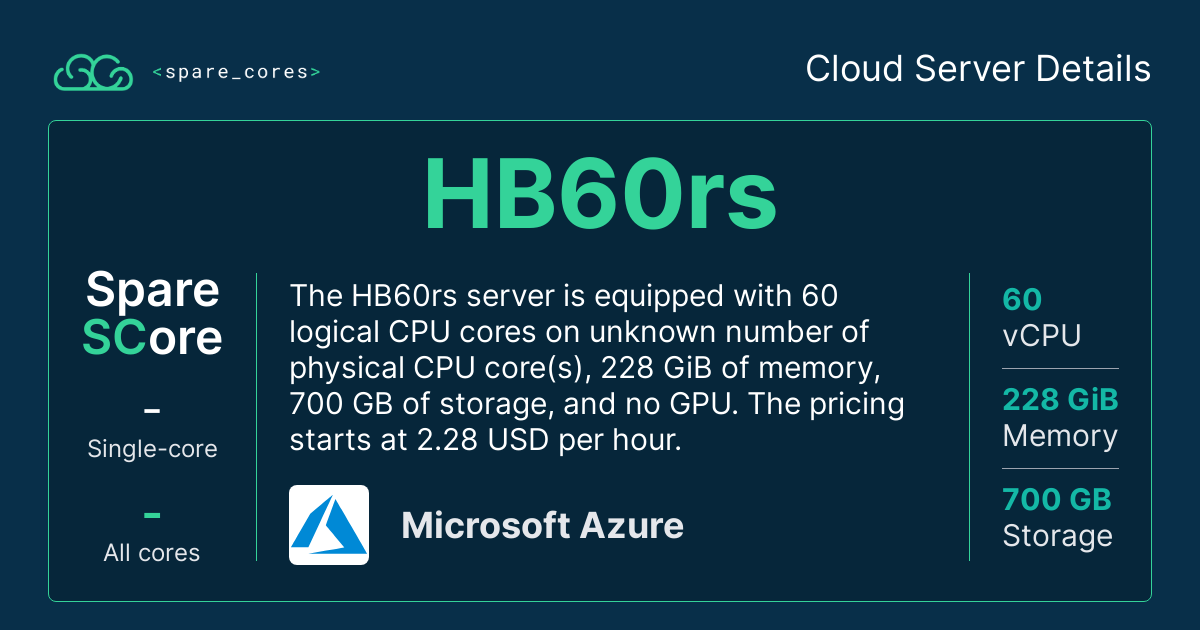 <spare_cores>
Cloud Server Details
HB60rs
Spare
SCore
–
Single-core
–
All cores
The HB60rs server is equipped with 60
logical CPU cores on unknown number of
physical CPU core(s), 228 GiB of memory,
700 GB of storage, and no GPU. The pricing
starts at 2.28 USD per hour.
Microsoft Azure
60
vCPU
228 GiB
Memory
700 GB
Storage